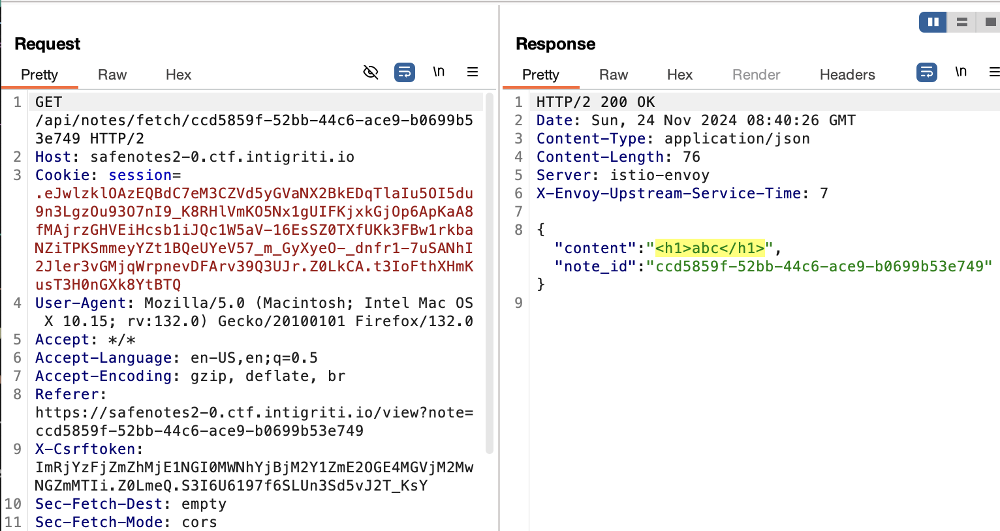 Request
Pretty Raw Hex \n
1 GET
/api/notes/fetch/ccd5859f-52bb-44c6-ace9-b0699b5
3e749 HTTP/2
2 Host: safenotes2-0.ctf.intigriti.io
3 Cookie: session=
.eJwlzklOAzEQBdC7eM3CZVd5yGVaNX2BkEDqTlaIu5OI5du
9n3LgzOu93O7nI9_K8RHlVmKO5Nx1gUIFKjxkGjOp6ApKaA8
fMAjrzGHVEiHcsb1iJQc1W5aV-16EsSZ0TXfUKk3FBw1rkba
NZiTPKSmmeyYZt1BQeUYeV57_m_GyXyeO-_dnfr1-7uSANhI
2Jler3vGMjqWrpnevDFArv39Q3UJr.Z0LkCA.t3IoFthXHmK
usT3H0nGXk8YtBTQ
4 User-Agent: Mozilla/5.0 (Macintosh; Intel Mac OS
X 10.15; rv:132.0) Gecko/20100101 Firefox/132.0
5 Accept: */*
6 Accept-Language: en-US,en;q=0.5
7 Accept-Encoding: gzip, deflate, br
8 Referer:
https://safenotes2-0.ctf.intigriti.io/view?note=
ccd5859f-52bb-44c6-ace9-b0699b53e749
9 X-Csrftoken:
ImRjYzFjZmZhMjE1NGI0MWNhYjBjM2Y1ZmE2OGE4MGVjM2Mw
NGZmMTIi.Z0LmeQ.S3I6U6197f6SLUn3Sd5vJ2T_KsY
10 Sec-Fetch-Dest: empty
11 Sec-Fetch-Mode: cors
Response
Pretty Raw Hex Render Headers \n
1 HTTP/2 200 OK
2 Date: Sun, 24 Nov 2024 08:40:26 GMT
3 Content-Type: application/json
4 Content-Length: 76
5 Server: istio-envoy
6 X-Envoy-Upstream-Service-Time: 7
7
8 {
"content":"<h1>abc</h1>",
"note_id":"ccd5859f-52bb-44c6-ace9-b0699b53e749"
}
9